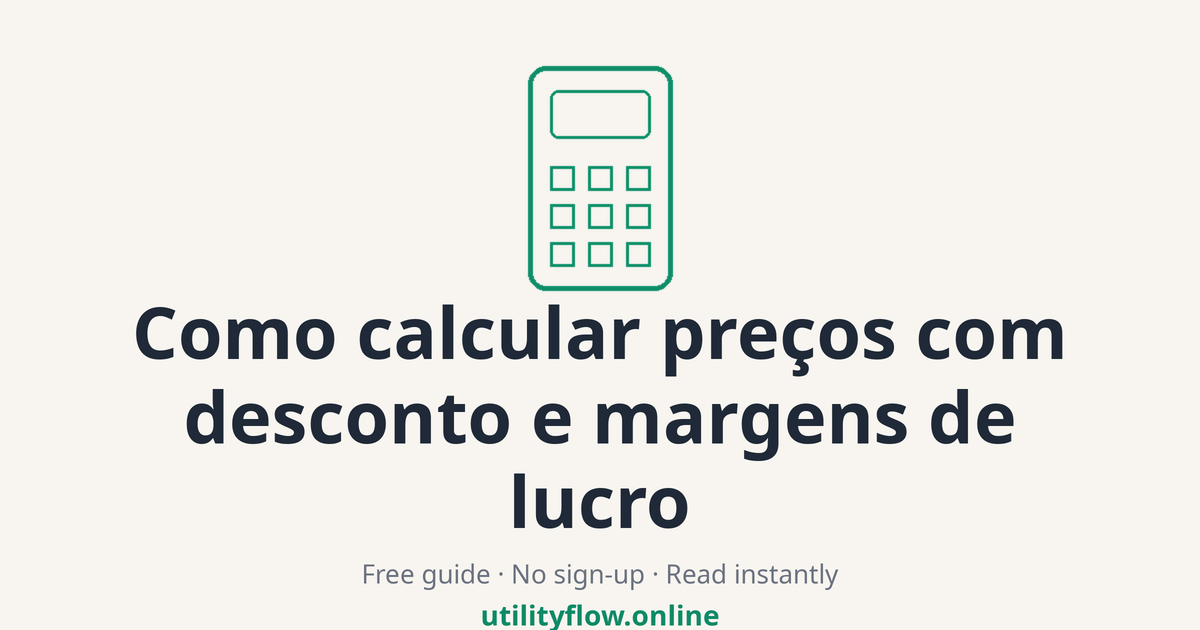 Como calcular preços com
desconto e margens de
lucro
Free guide · No sign-up · Read instantly
utilityflow.online